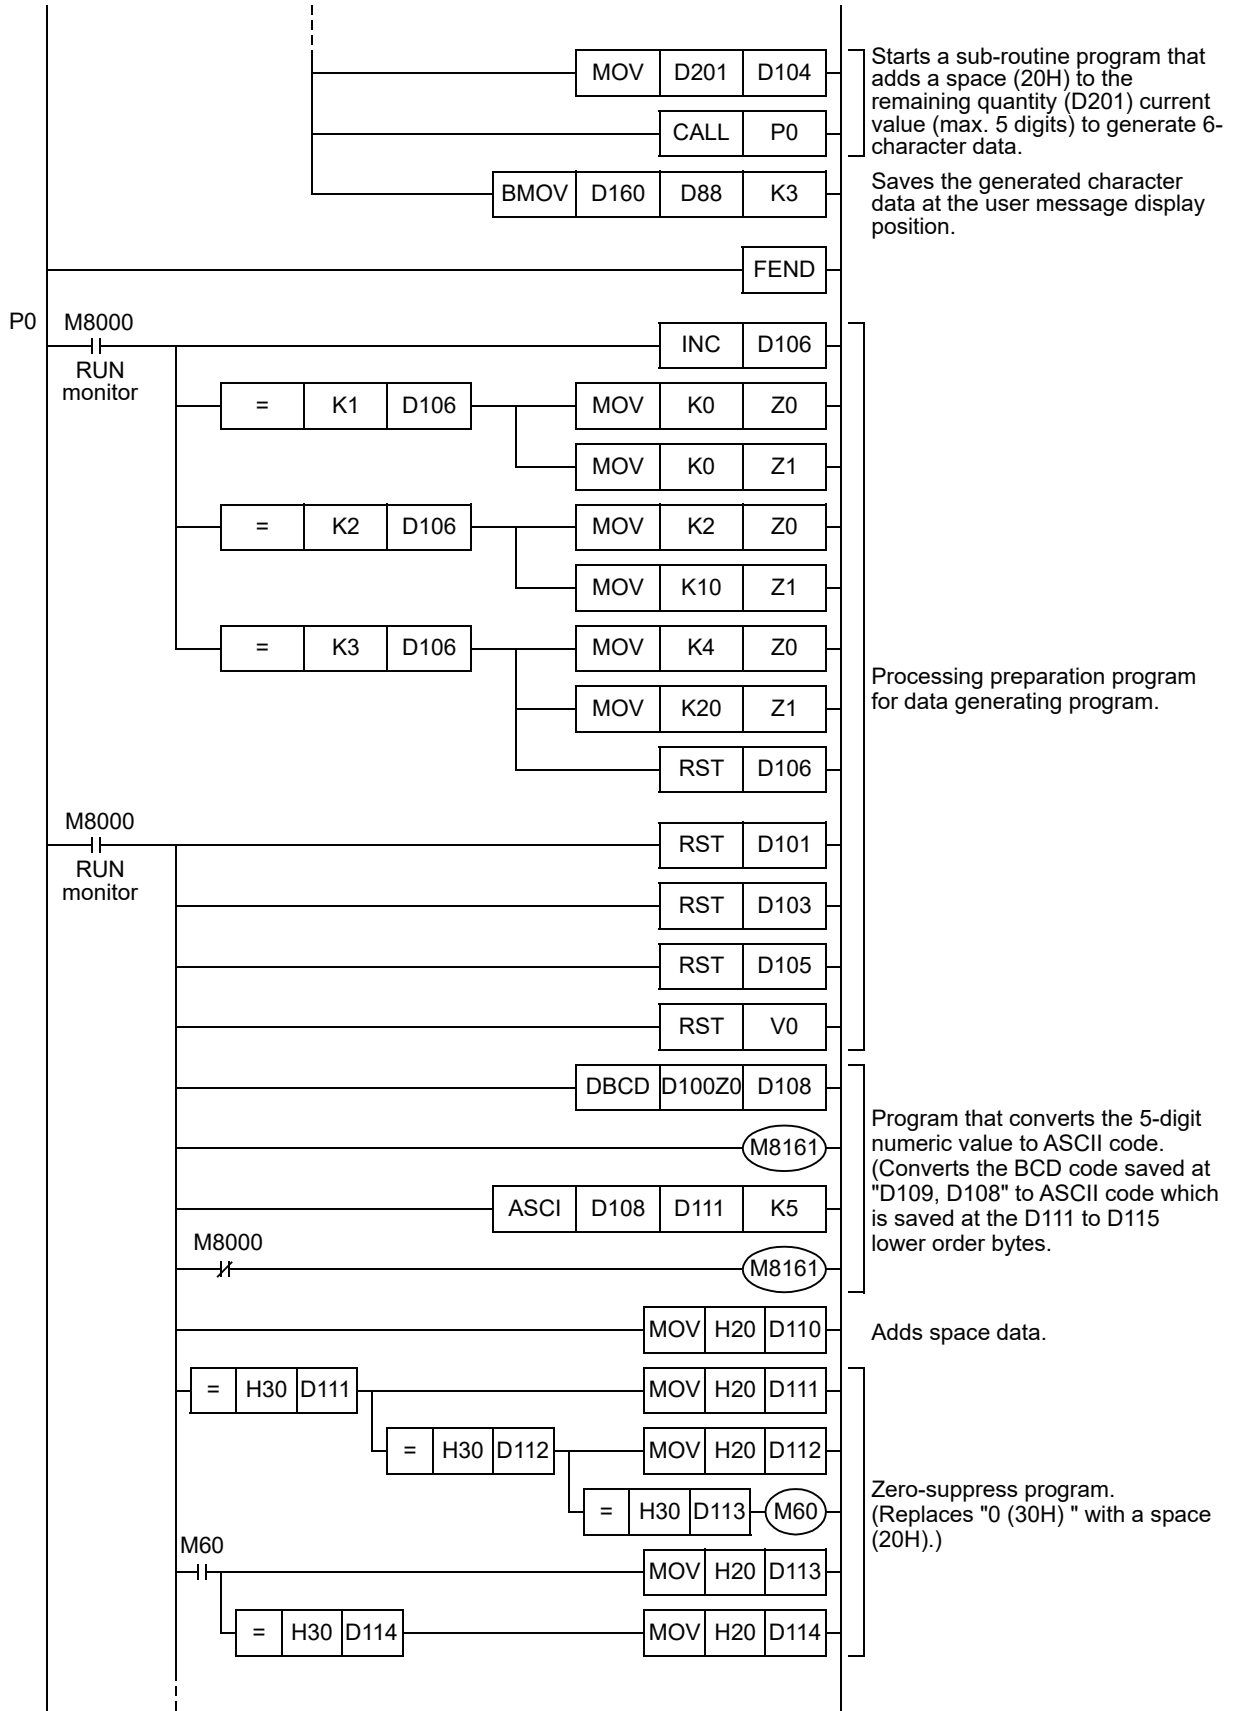 MOV D201 D104
Starts a sub-routine program that
adds a space (20H) to the
remaining quantity (D201) current
value (max. 5 digits) to generate 6-
character data.
CALL P0
BMOV D160 D88 K3
Saves the generated character
data at the user message display
position.
FEND
P0
M8000
RUN
monitor
INC D106
= K1 D106 MOV K0 Z0
MOV K0 Z1
= K2 D106 MOV K2 Z0
MOV K10 Z1
= K3 D106 MOV K4 Z0
MOV K20 Z1
RST D106
Processing preparation program
for data generating program.
M8000
RUN
monitor
RST D101
RST D103
RST D105
RST V0
DBCD D100Z0 D108
M8161
ASCI D108 D111 K5
M8000
M8161
Program that converts the 5-digit
numeric value to ASCII code.
(Converts the BCD code saved at
"D109, D108" to ASCII code which
is saved at the D111 to D115
lower order bytes.
MOV H20 D110
Adds space data.
= H30 D111 MOV H20 D111
= H30 D112 MOV H20 D112
= H30 D113 M60
M60
MOV H20 D113
= H30 D114 MOV H20 D114
Zero-suppress program.
(Replaces "0 (30H) " with a space
(20H).)